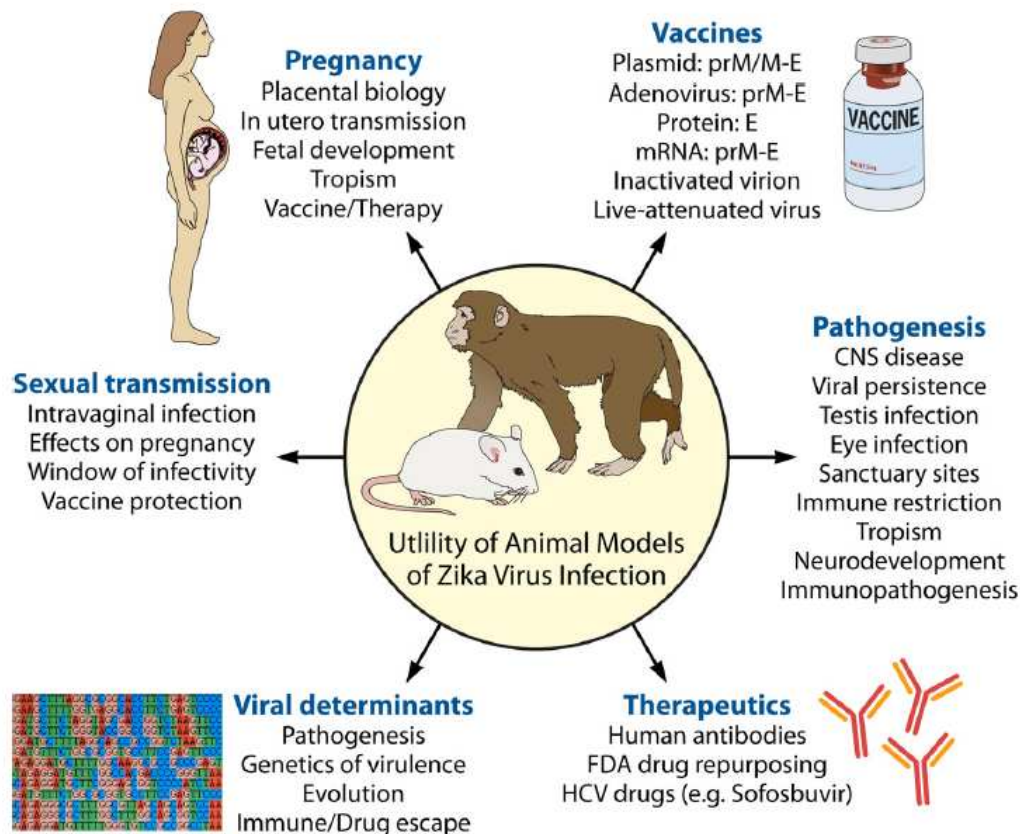 Pregnancy
Placental biology
In utero transmission
Fetal development
Tropism
Vaccine/Therapy
Vaccines
Plasmid: prM/M-E
Adenovirus: prM-E
Protein: E
mRNA: prM-E
Inactivated virion
Live-attenuated virus
VACCINE
Pathogenesis
CNS disease
Viral persistence
Testis infection
Eye infection
Sanctuary sites
Immune restriction
Tropism
Neurodevelopment
Immunopathogenesis
Sexual transmission
Intravaginal infection
Effects on pregnancy
Window of infectivity
Vaccine protection
Utlility of Animal Models
of Zika Virus Infection
Viral determinants
Pathogenesis
Genetics of virulence
Evolution
Immune/Drug escape
Therapeutics
Human antibodies
FDA drug repurposing
HCV drugs (e.g. Sofosbuvir)